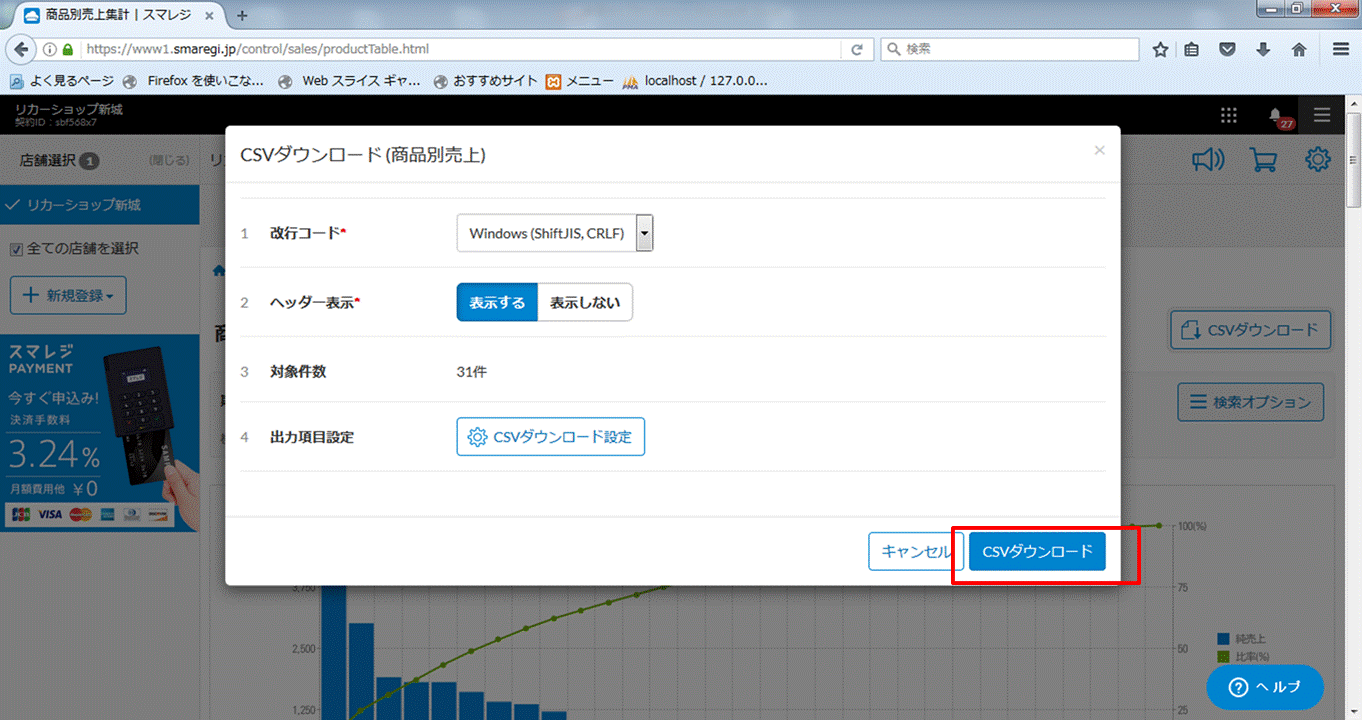 商品別売上集計 | スマレジ
https://www1.smaregi.jp/control/sales/productTable.html
検索
よく見るページ Firefox を使いこな... Web スライス ギャ... おすすめサイト メニュー localhost / 127.0.0...
リカーショップ新城
契約ID : sbf568x7
27
店舗選択 1 (閉じる)
リカーショップ新城
全ての店舗を選択
新規登録
スマレジ
PAYMENT
今すぐ申込み!
決済手数料
3.24%
月額費用他 ¥0
JCB VISA
CSVダウンロード (商品別売上)
×
1 改行コード* Windows (ShiftJIS, CRLF)
2 ヘッダー表示* 表示する 表示しない
3 対象件数 31件
4 出力項目設定 CSVダウンロード設定
キャンセル CSVダウンロード
CSVダウンロード
検索オプション
100(%)
3,750 75
2,500 50
1,250 25
純売上
比率(%)
ヘルプ